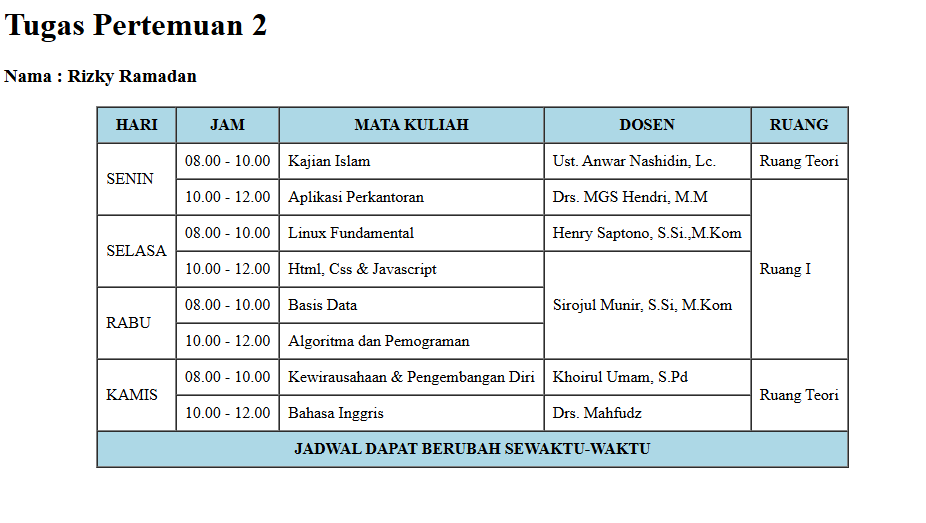 Tugas Pertemuan 2
Nama : Rizky Ramadan
HARI JAM MATA KULIAH DOSEN RUANG
SENIN 08.00 - 10.00 Kajian Islam Ust. Anwar Nashidin, Lc. Ruang Teori
10.00 - 12.00 Aplikasi Perkantoran Drs. MGS Hendri, M.M Ruang I
SELASA 08.00 - 10.00 Linux Fundamental Henry Saptono, S.Si.,M.Kom
10.00 - 12.00 Html, Css & Javascript Sirojul Munir, S.Si, M.Kom
RABU 08.00 - 10.00 Basis Data
10.00 - 12.00 Algoritma dan Pemograman
KAMIS 08.00 - 10.00 Kewirausahaan & Pengembangan Diri Khoirul Umam, S.Pd Ruang Teori
10.00 - 12.00 Bahasa Inggris Drs. Mahfudz
JADWAL DAPAT BERUBAH SEWAKTU-WAKTU